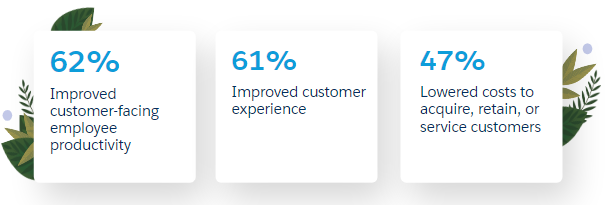 62%
Improved
customer-facing
employee
productivity
61%
Improved customer
experience
47%
Lowered costs to
acquire, retain, or
service customers